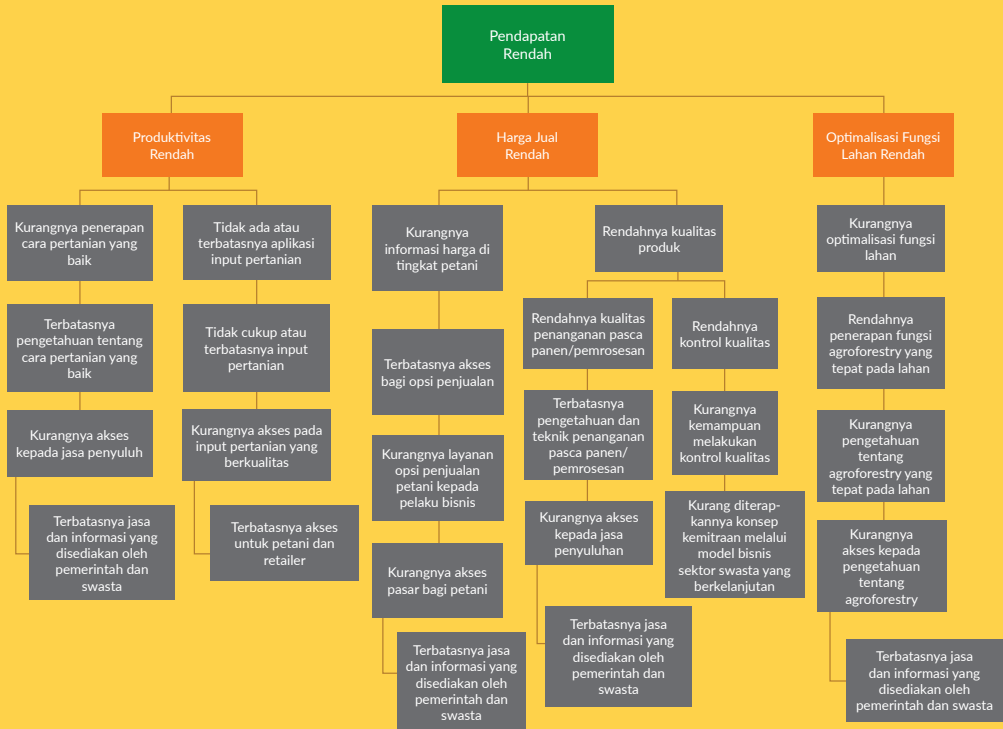 Pendapatan
Rendah
Produktivitas
Rendah
Harga Jual
Rendah
Optimalisasi Fungsi
Lahan Rendah
Kurangnya penerapan
cara pertanian yang
baik
Terbatasnya
pengetahuan tentang
cara pertanian yang
baik
Kurangnya akses
kepada jasa penyuluh
Terbatasnya jasa
dan informasi yang
disediakan oleh
pemerintah dan
swasta
Tidak ada atau
terbatasnya aplikasi
input pertanian
Tidak cukup atau
terbatasnya input
pertanian
Kurangnya akses pada
input pertanian yang
berkualitas
Terbatasnya akses
untuk petani dan
retailer
Kurangnya
informasi harga di
tingkat petani
Terbatasnya akses
bagi opsi penjualan
Kurangnya layanan
opsi penjualan
petani kepada
pelaku bisnis
Kurangnya akses
pasar bagi petani
Terbatasnya jasa
dan informasi yang
disediakan oleh
pemerintah dan
swasta
Rendahnya kualitas
produk
Rendahnya kualitas
penanganan pasca
panen/pemrosesan
Terbatasnya
pengetahuan dan
teknik penanganan
pasca panen/
pemrosesan
Kurangnya akses
kepada jasa
penyuluhan
Terbatasnya jasa
dan informasi yang
disediakan oleh
pemerintah dan
swasta
Rendahnya
kontrol kualitas
Kurangnya
kemampuan
melakukan
kontrol kualitas
Kurang diterap-
kannya konsep
kemitraan melalui
model bisnis
sektor swasta yang
berkelanjutan
Kurangnya
optimalisasi fungsi
lahan
Rendahnya
penerapan fungsi
agroforestry yang
tepat pada lahan
Kurangnya
pengetahuan
tentang
agroforestry yang
tepat pada lahan
Kurangnya
akses kepada
pengetahuan
tentang
agroforestry
Terbatasnya jasa
dan informasi yang
disediakan oleh
pemerintah dan swasta